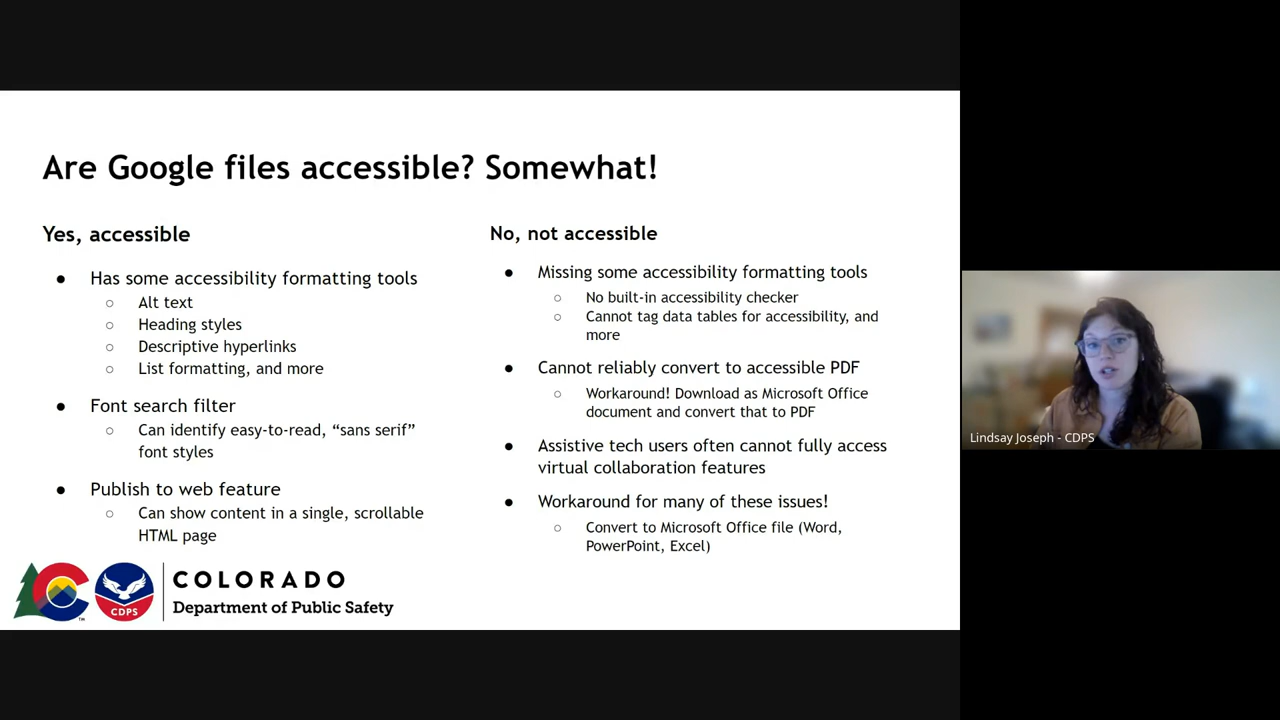 Are Google files accessible? Somewhat!
Yes, accessible
● Has some accessibility formatting tools
○ Alt text
○ Heading styles
○ Descriptive hyperlinks
○ List formatting, and more
● Font search filter
○ Can identify easy-to-read, “sans serif”
font styles
● Publish to web feature
○ Can show content in a single, scrollable
HTML page
No, not accessible
● Missing some accessibility formatting tools
○ No built-in accessibility checker
○ Cannot tag data tables for accessibility, and
more
● Cannot reliably convert to accessible PDF
○ Workaround! Download as Microsoft Office
document and convert that to PDF
● Assistive tech users often cannot fully access
virtual collaboration features
● Workaround for many of these issues!
○ Convert to Microsoft Office file (Word,
PowerPoint, Excel)
TM
CDPS
COLORADO
Department of Public Safety
Lindsay Joseph - CDPS